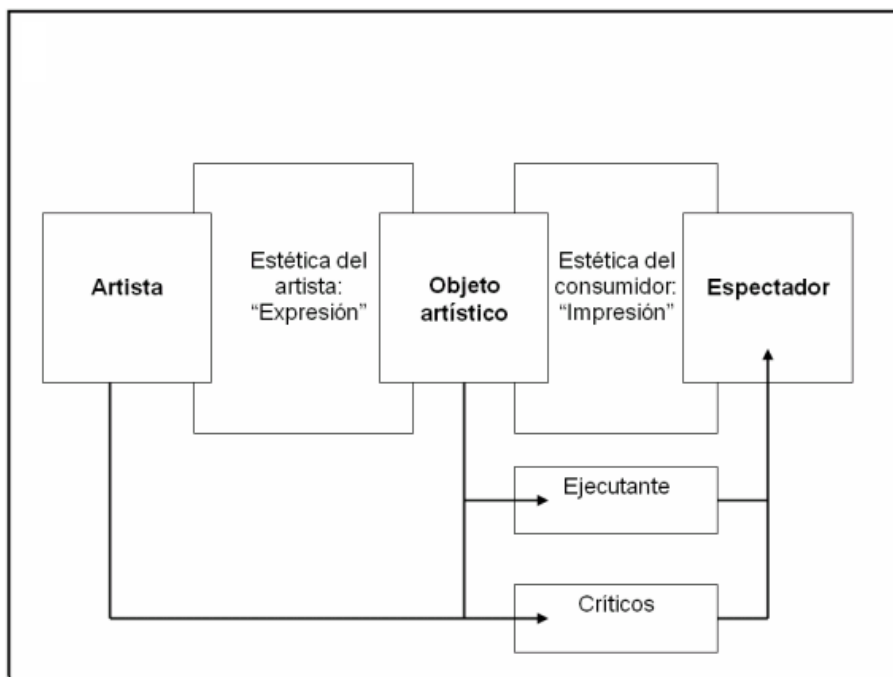 Artista
Estética del
artista:
“Expresión”
Objeto
artístico
Estética del
consumidor:
“Impresión”
Espectador
Ejecutante
Críticos